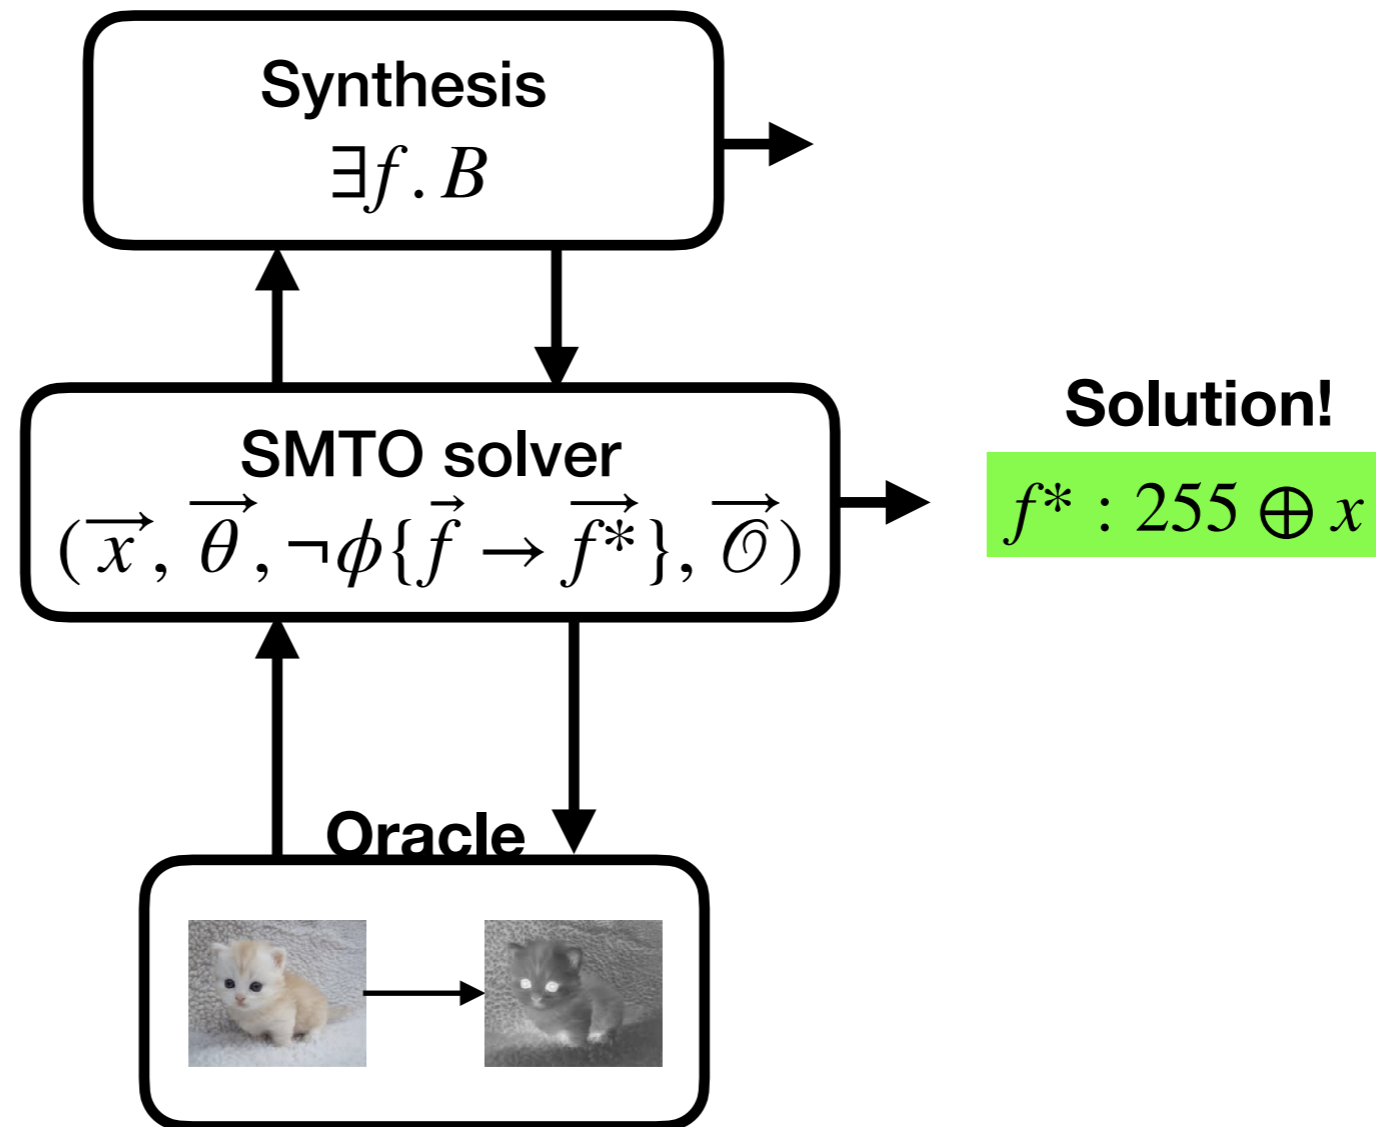 Synthesis
∃f . B
SMTO solver
(x⃗, θ⃗, ¬ϕ{f⃗ → f*⃗}, 𝒪⃗)
Solution!
f* : 255 ⊕ x
Oracle